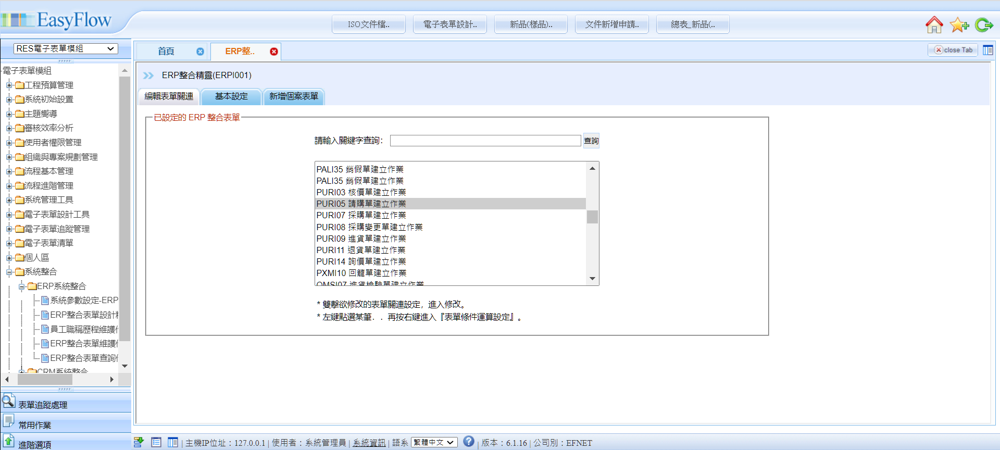 EasyFlow
ISO文件檔..
電子表單設計..
新品(樣品)..
文件新增申請..
總表_新品(..
RES電子表單模組
首頁
ERP整..
close Tab
電子表單模組
工程預算管理
系統初始設置
主題嚮導
審核效率分析
使用者權限管理
組織與專案規劃管理
流程基本管理
流程進階管理
系統管理工具
電子表單設計工具
電子表單追蹤管理
電子表單清單
個人區
系統整合
ERP系統整合
系統參數設定-ERP
ERP整合表單設計
員工職稱歷程維護
ERP整合表單維護
ERP整合表單查詢
CRM系統整合
表單追蹤處理
常用作業
進階選項
ERP整合精靈(ERPI001)
編輯表單關連
基本設定
新增個案表單
已設定的 ERP 整合表單
請輸入關鍵字查詢：
查詢
PALI35 銷假單建立作業
PALI35 銷假單建立作業
PURI03 核價單建立作業
PURI05 請購單建立作業
PURI07 採購單建立作業
PURI08 採購變更單建立作業
PURI09 進貨單建立作業
PURI11 退貨單建立作業
PURI14 詢價單建立作業
PXMI10 回籠單建立作業
QMSI07 進貨檢驗單建立作業
* 雙擊欲修改的表單關連設定，進入修改。
* 左鍵點選某筆．．再按右鍵進入『表單條件運算設定』。
| 主機IP位址：127.0.0.1 | 使用者：系統管理員 | 系統資訊 | 語系 繁體中文 | 版本：6.1.16 | 公司別：EFNET